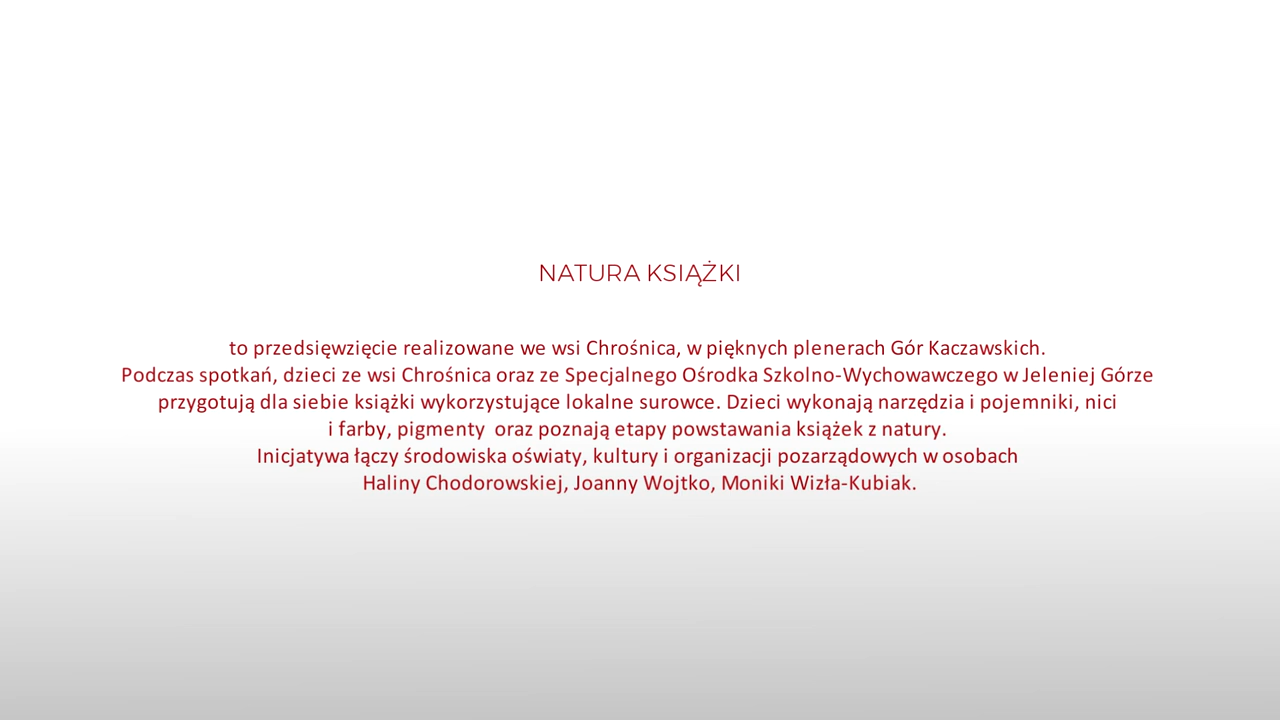 NATURA KSIĄŻKI
to przedsięwzięcie realizowane we wsi Chrośnica, w pięknych plenerach Gór Kaczawskich.
Podczas spotkań, dzieci ze wsi Chrośnica oraz ze Specjalnego Ośrodka Szkolno-Wychowawczego w Jeleniej Górze
przygotują dla siebie książki wykorzystujące lokalne surowce. Dzieci wykonają narzędzia i pojemniki, nici
i farby, pigmenty  oraz poznają etapy powstawania książek z natury.
Inicjatywa łączy środowiska oświaty, kultury i organizacji pozarządowych w osobach
Haliny Chodorowskiej, Joanny Wojtko, Moniki Wizła-Kubiak.